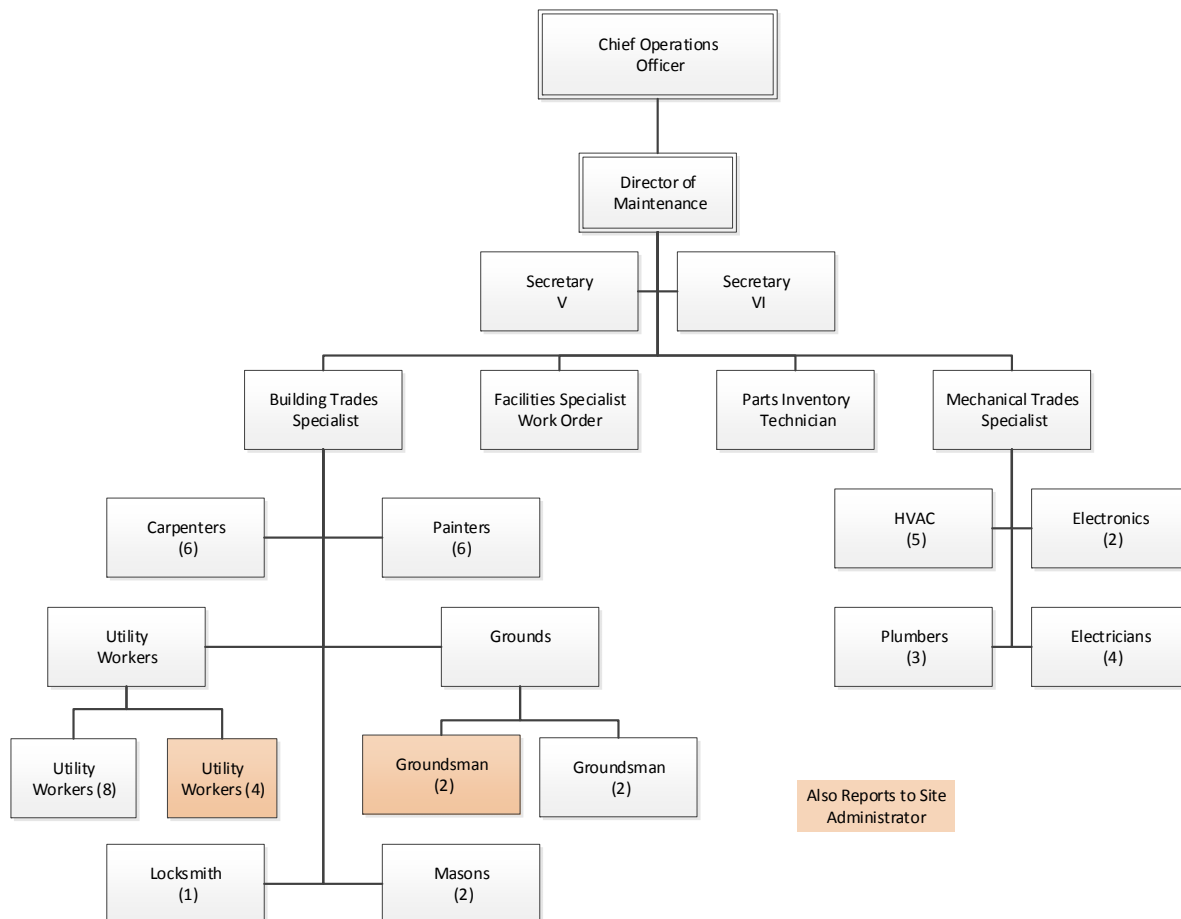 Chief Operations
Officer
Director of
Maintenance
Secretary
V
Secretary
VI
Building Trades
Specialist
Facilities Specialist
Work Order
Parts Inventory
Technician
Mechanical Trades
Specialist
Carpenters
(6)
Painters
(6)
HVAC
(5)
Electronics
(2)
Utility
Workers
Grounds
Plumbers
(3)
Electricians
(4)
Utility
Workers (8)
Utility
Workers (4)
Groundsman
(2)
Groundsman
(2)
Also Reports to Site
Administrator
Locksmith
(1)
Masons
(2)